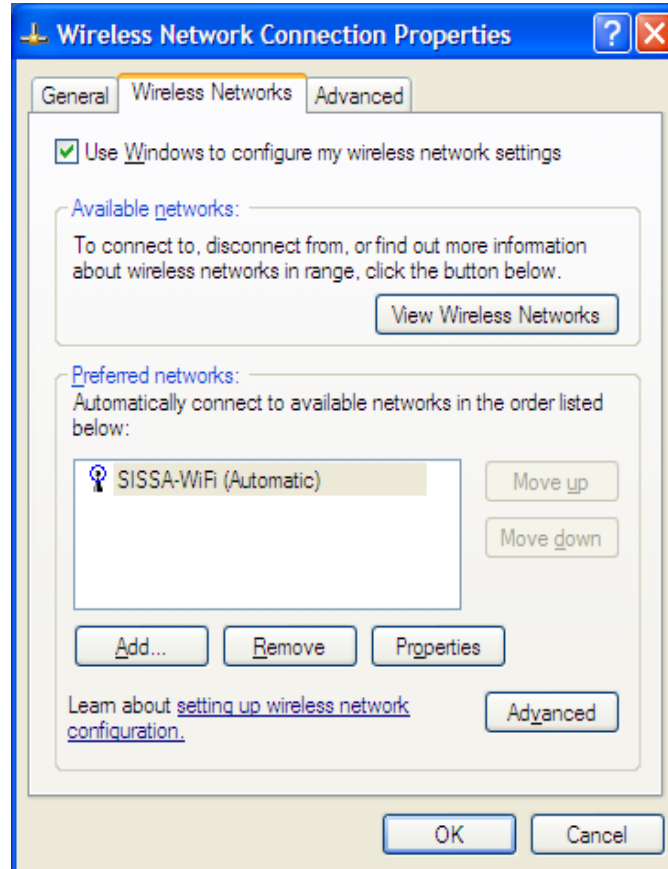 Wireless Network Connection Properties
General Wireless Networks Advanced
Use Windows to configure my wireless network settings
Available networks:
To connect to, disconnect from, or find out more information
about wireless networks in range, click the button below.
View Wireless Networks
Preferred networks:
Automatically connect to available networks in the order listed
below:
SISSA-WiFi (Automatic)
Move up
Move down
Add... Remove Properties
Learn about setting up wireless network
configuration.
Advanced
OK Cancel